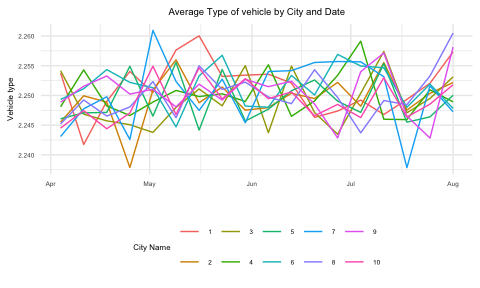 Average Type of vehicle by City and Date
Vehicle type
2.260
2.255
2.250
2.245
2.240
Apr May Jun Jul Aug
City Name
1 3 5 7 9
2 4 6 8 10